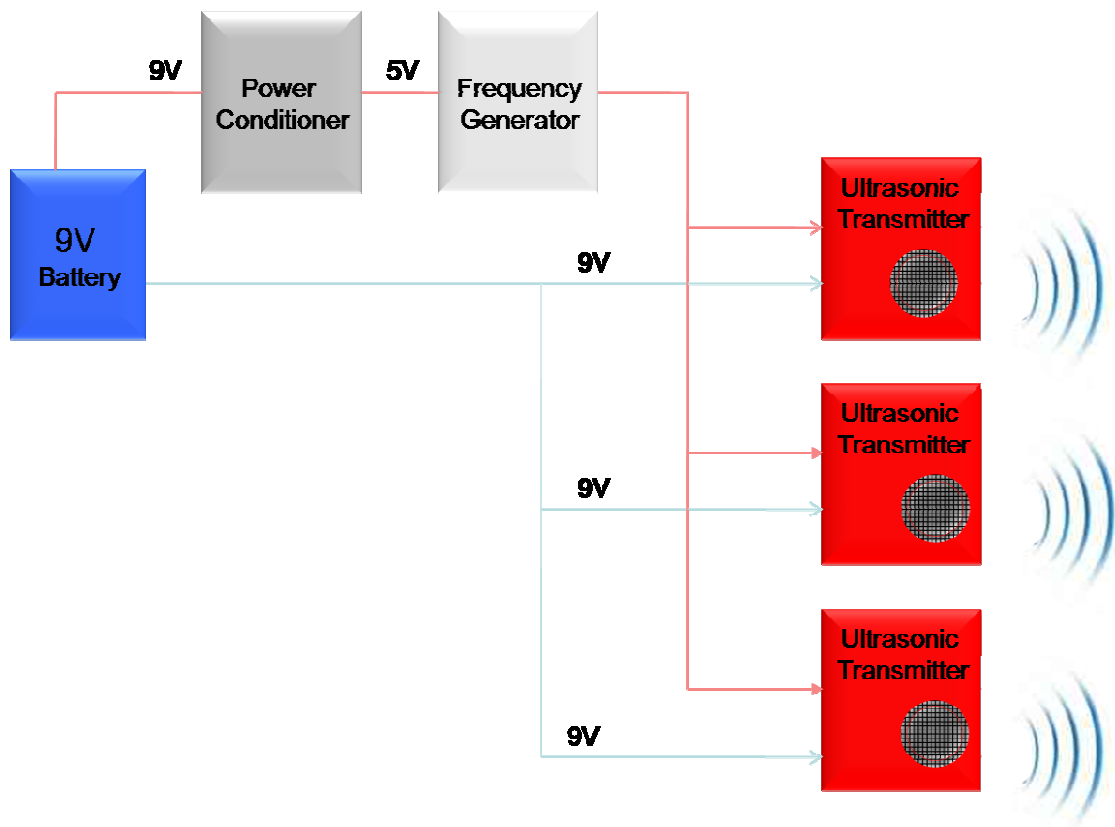 9V
Power
Conditioner
5V
Frequency
Generator
9V
Battery
9V
Ultrasonic
Transmitter
9V
Ultrasonic
Transmitter
9V
Ultrasonic
Transmitter